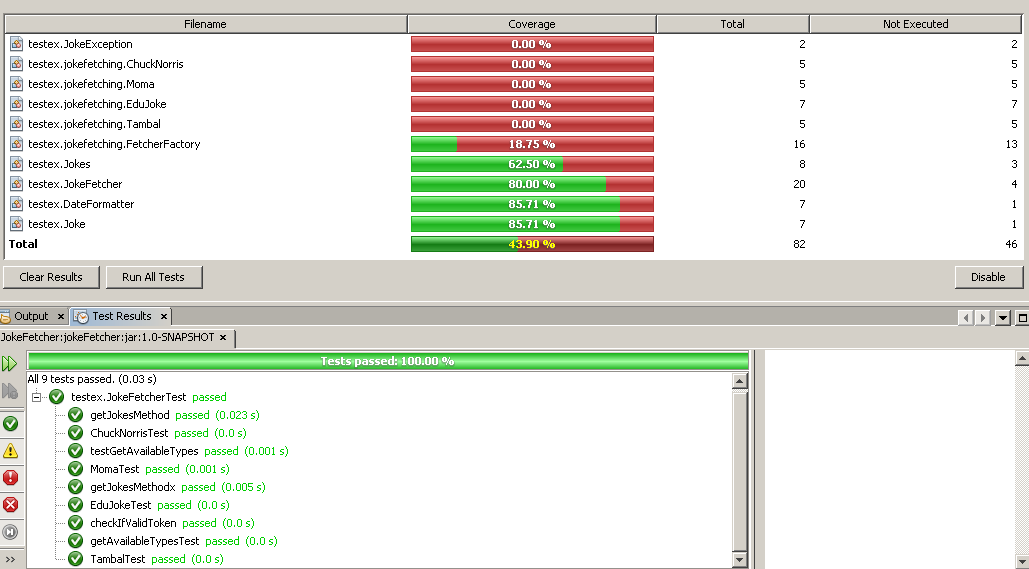 Filename Coverage Total Not Executed
testex.JokeException 0.00 % 2 2
testex.jokefetching.ChuckNorris 0.00 % 5 5
testex.jokefetching.Moma 0.00 % 5 5
testex.jokefetching.EduJoke 0.00 % 7 7
testex.jokefetching.Tambal 0.00 % 5 5
testex.jokefetching.FetcherFactory 18.75 % 16 13
testex.Jokes 62.50 % 8 3
testex.JokeFetcher 80.00 % 20 4
testex.DateFormatter 85.71 % 7 1
testex.Joke 85.71 % 7 1
Total 43.90 % 82 46
Clear Results Run All Tests Disable
Output Test Results
JokeFetcher:jokeFetcher:jar:1.0-SNAPSHOT
Tests passed: 100.00 %
All 9 tests passed. (0.03 s)
testex.JokeFetcherTest passed
getJokesMethod passed (0.023 s)
ChuckNorrisTest passed (0.0 s)
testGetAvailableTypes passed (0.001 s)
MomaTest passed (0.001 s)
getJokesMethodx passed (0.005 s)
EduJokeTest passed (0.0 s)
checkIfValidToken passed (0.0 s)
getAvailableTypesTest passed (0.0 s)
TambalTest passed (0.0 s)